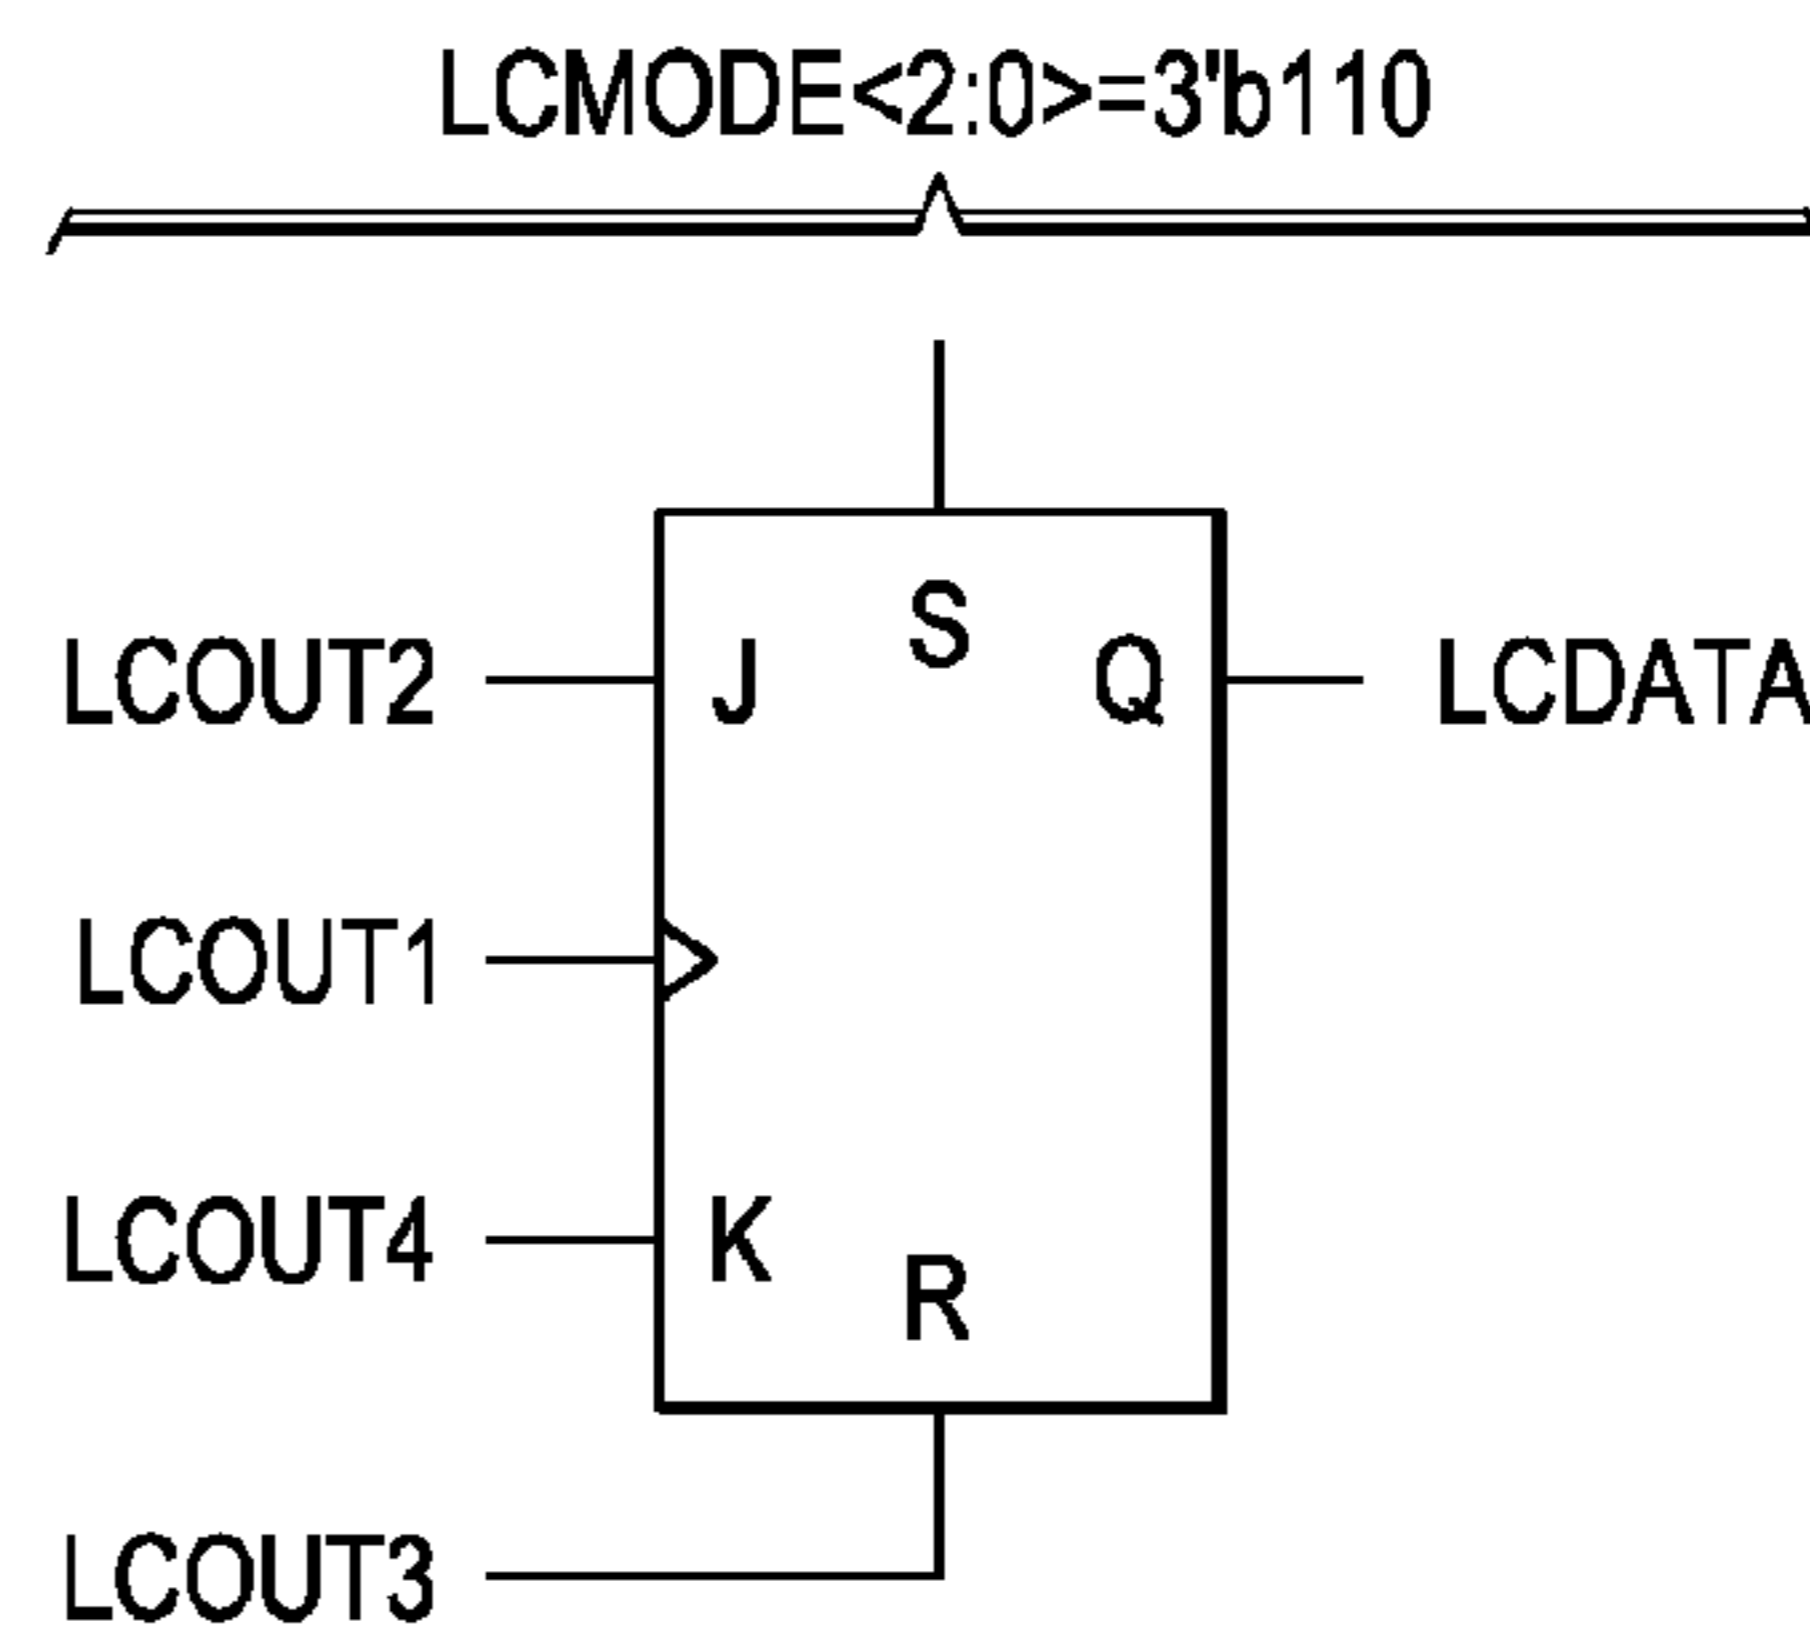 LCMODE<2:0>=3'b110
S
LCOUT2 J Q LCDATA
LCOUT1
LCOUT4 K
R
LCOUT3